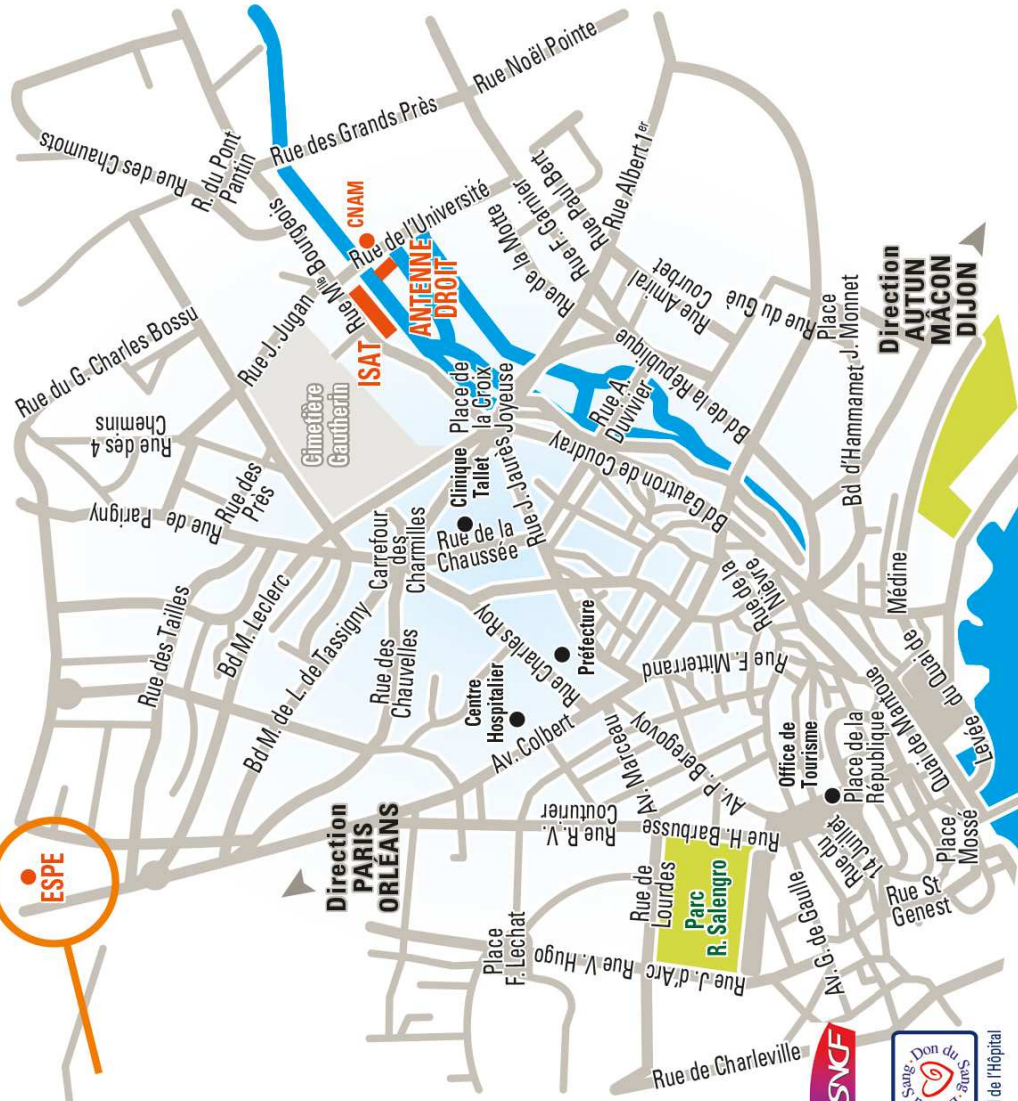 Rue des Chaumots
R. du Pont
Pantin
Rue des Grands Près
Rue Noël Pointe
Rue Mlle Bourgeois
CNAM
Rue de l'Université
ISAT
ANTENNE
DROIT
Rue J. Jugan
Rue du G. Charles Bossu
Rue des 4
Chemins
Cimetière
Gautherin
Rue de la Motte
Rue F. Garnier
Rue Paul Bert
Rue Albert 1er
Rue Amiral
Courbet
Rue du Gué
Place
J. Monnet
Direction
AUTUN
MÂCON
DIJON
Place de
la Croix
Joyeuse
Clinique
Tallet
Rue J. Jaurès
Rue A.
Duvivier
Bd de la République
Bd Gautron de Coudray
Bd d'Hammamet
Rue de Parigny
Rue des
Près
Carrefour
des
Charmilles
Rue de la
Chaussée
Rue des Tailles
Bd M. Leclerc
Bd M. de L. de Tassigny
Rue des
Chauvelles
Centre
Hospitalier
Rue Charles Roy
Préfecture
Rue de la
Nièvre
Médine
Rue F. Mitterrand
Av. Colbert
Av. Marceau
Av. P. Bérégovoy
Office de
Tourisme
Place de la
République
Quai de Mantoue
Levée du Quai de
ESPE
Direction
PARIS
ORLÉANS
Rue R. V.
Couturier
Rue H. Barbusse
Rue du
14 Juillet
Place
Mossé
Rue de
Lourdes
Parc
R. Salengro
Rue St
Genest
Av. G. de Gaulle
Place
F. Lechat
Rue V. Hugo
Rue J. d'Arc
Rue de Charleville
SNCF
Sang · Don du Sang
de l'Hôpital